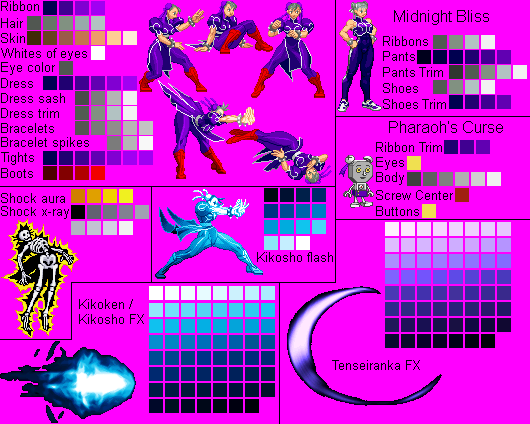 Ribbon
Hair
Skin
Whites of eyes
Eye color
Dress
Dress sash
Dress trim
Bracelets
Bracelet spikes
Tights
Boots
Midnight Bliss
Ribbons
Pants
Pants Trim
Shoes
Shoes Trim
Pharaoh's Curse
Ribbon Trim
Eyes
Body
Screw Center
Buttons
Shock aura
Shock x-ray
Kikosho flash
Kikoken /
Kikosho FX
Tenseiranka FX